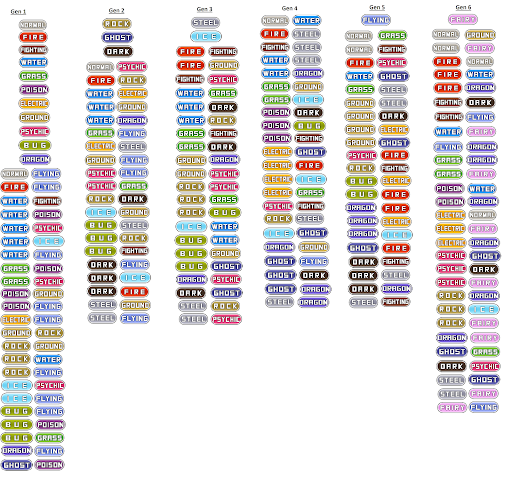 Gen 1
NORMAL
FIRE
FIGHTING
WATER
GRASS
POISON
ELECTRIC
GROUND
PSYCHIC
BUG
DRAGON
NORMAL FLYING
FIRE FLYING
WATER FIGHTING
WATER POISON
WATER PSYCHIC
WATER ICE
WATER FLYING
GRASS POISON
GRASS PSYCHIC
POISON GROUND
POISON FLYING
ELECTRIC FLYING
GROUND ROCK
ROCK GROUND
ROCK WATER
ROCK FLYING
ICE PSYCHIC
ICE FLYING
BUG FLYING
BUG POISON
BUG GRASS
DRAGON FLYING
GHOST POISON
Gen 2
ROCK
GHOST
DARK
NORMAL PSYCHIC
FIRE ROCK
WATER ELECTRIC
WATER GROUND
WATER DRAGON
GRASS FLYING
ELECTRIC STEEL
GROUND FLYING
PSYCHIC FLYING
PSYCHIC GRASS
ROCK DARK
ICE GROUND
BUG STEEL
BUG ROCK
BUG FIGHTING
DARK FLYING
DARK ICE
DARK FIRE
STEEL GROUND
STEEL FLYING
Gen 3
STEEL
ICE
FIRE FIGHTING
FIRE GROUND
FIGHTING PSYCHIC
WATER GRASS
WATER DARK
WATER ROCK
GRASS FIGHTING
GRASS DARK
GROUND DRAGON
GROUND PSYCHIC
ROCK PSYCHIC
ROCK GRASS
ROCK BUG
ICE WATER
BUG WATER
BUG GROUND
BUG GHOST
DRAGON PSYCHIC
DARK GHOST
STEEL ROCK
STEEL PSYCHIC
Gen 4
NORMAL WATER
FIRE STEEL
FIGHTING STEEL
WATER STEEL
WATER DRAGON
GRASS GROUND
GRASS ICE
POISON DARK
POISON BUG
POISON FIGHTING
ELECTRIC GHOST
ELECTRIC FIRE
ELECTRIC ICE
ELECTRIC GRASS
PSYCHIC FIGHTING
ROCK STEEL
ICE GHOST
DRAGON GROUND
GHOST FLYING
GHOST DARK
GHOST DRAGON
STEEL DRAGON
Gen 5
FLYING
NORMAL GRASS
NORMAL FIGHTING
FIRE PSYCHIC
WATER GHOST
GRASS STEEL
GROUND STEEL
GROUND DARK
GROUND ELECTRIC
GROUND GHOST
PSYCHIC FIRE
ROCK FIGHTING
BUG ELECTRIC
BUG FIRE
DRAGON FIRE
DRAGON ELECTRIC
DRAGON ICE
GHOST FIRE
DARK DRAGON
DARK STEEL
STEEL FIGHTING
Gen 6
FAIRY
NORMAL GROUND
NORMAL FAIRY
FIRE NORMAL
FIRE WATER
FIRE DRAGON
FIGHTING DARK
FIGHTING FLYING
WATER FAIRY
FLYING DRAGON
GRASS FAIRY
GRASS DRAGON
POISON WATER
POISON DRAGON
ELECTRIC NORMAL
ELECTRIC FAIRY
ELECTRIC DRAGON
PSYCHIC GHOST
PSYCHIC DARK
PSYCHIC FAIRY
ROCK DRAGON
ROCK ICE
ROCK FAIRY
DRAGON FAIRY
GHOST GRASS
DARK PSYCHIC
STEEL GHOST
STEEL FAIRY
FAIRY FLYING